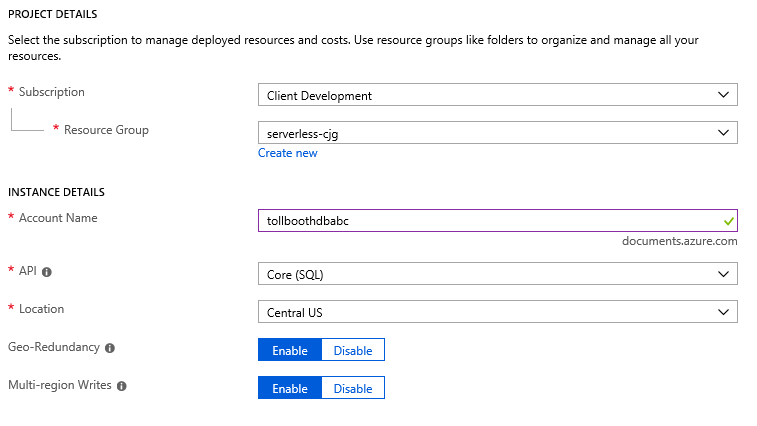 PROJECT DETAILS
Select the subscription to manage deployed resources and costs. Use resource groups like folders to organize and manage all your
resources.
* Subscription
Client Development
* Resource Group
serverless-cjg
Create new
INSTANCE DETAILS
* Account Name
tollboothdbabc
documents.azure.com
* API
Core (SQL)
* Location
Central US
Geo-Redundancy
Enable Disable
Multi-region Writes
Enable Disable